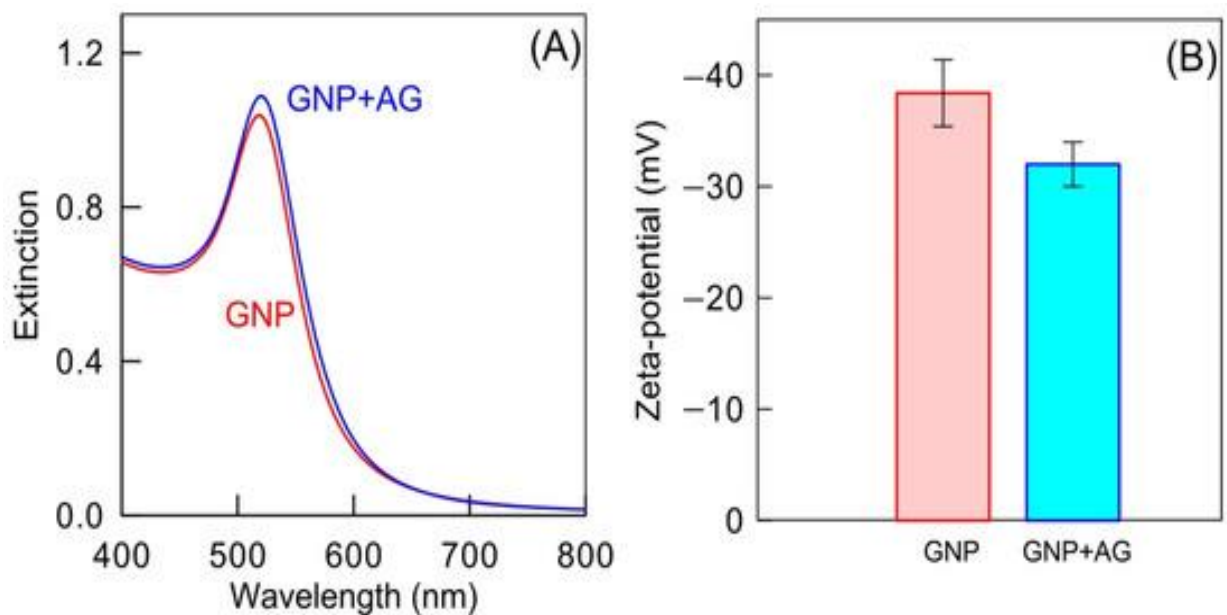 (A)
Extinction
1.2
0.8
0.4
0.0
GNP+AG
GNP
400 500 600 700 800
Wavelength (nm)
(B)
Zeta-potential (mV)
–40
–30
–20
–10
0
GNP GNP+AG